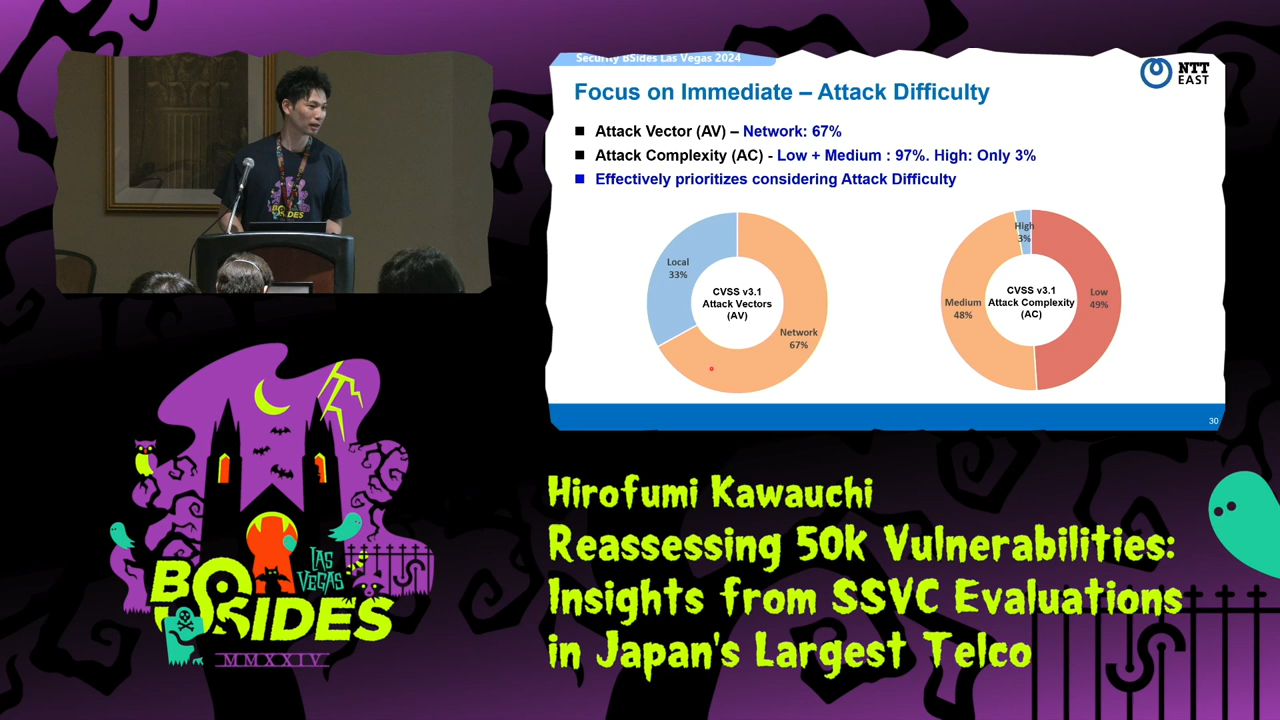 Security BSides Las Vegas 2024
NTT
EAST
Focus on Immediate – Attack Difficulty
■ Attack Vector (AV) – Network: 67%
■ Attack Complexity (AC) - Low + Medium : 97%. High: Only 3%
■ Effectively prioritizes considering Attack Difficulty
Local
33%
CVSS v3.1
Attack Vectors
(AV)
Network
67%
High
3%
Medium
48%
CVSS v3.1
Attack Complexity
(AC)
Low
49%
30
BSIDES
LAS
VEGAS
BSIDES
MMXXIV
Hirofumi Kawauchi
Reassessing 50k Vulnerabilities:
Insights from SSVC Evaluations
in Japan's Largest Telco